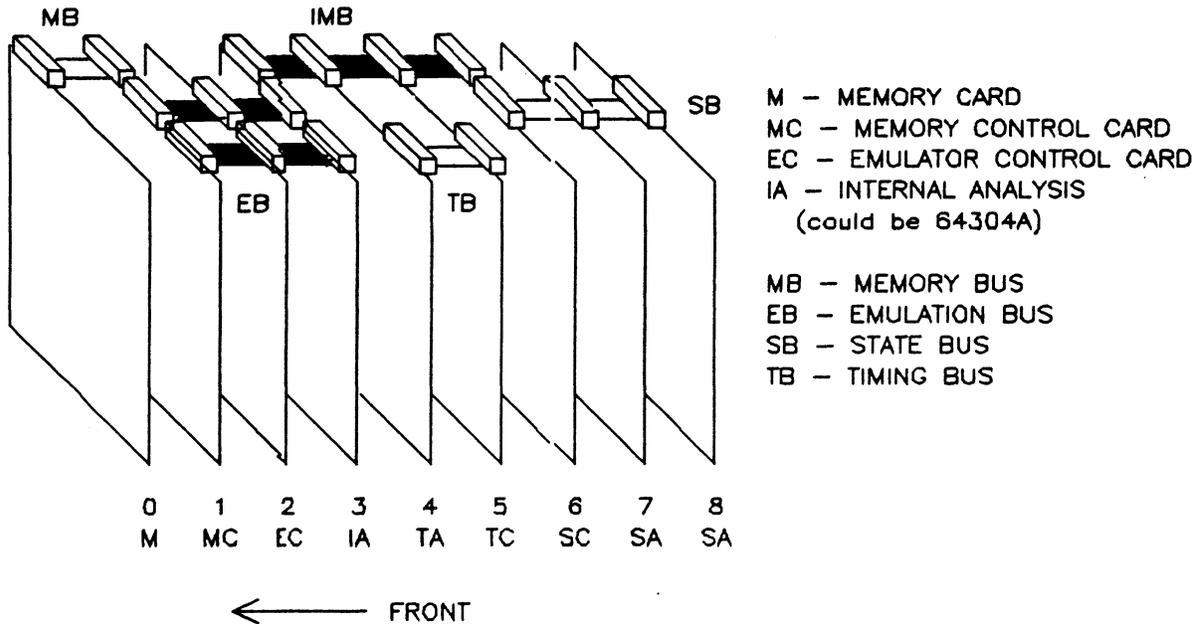 MB
IMB
SB
EB
TB
M – MEMORY CARD
MC – MEMORY CONTROL CARD
EC – EMULATOR CONTROL CARD
IA – INTERNAL ANALYSIS
(could be 64304A)
MB – MEMORY BUS
EB – EMULATION BUS
SB – STATE BUS
TB – TIMING BUS
0 1 2 3 4 5 6 7 8
M MC EC IA TA TC SC SA SA
FRONT